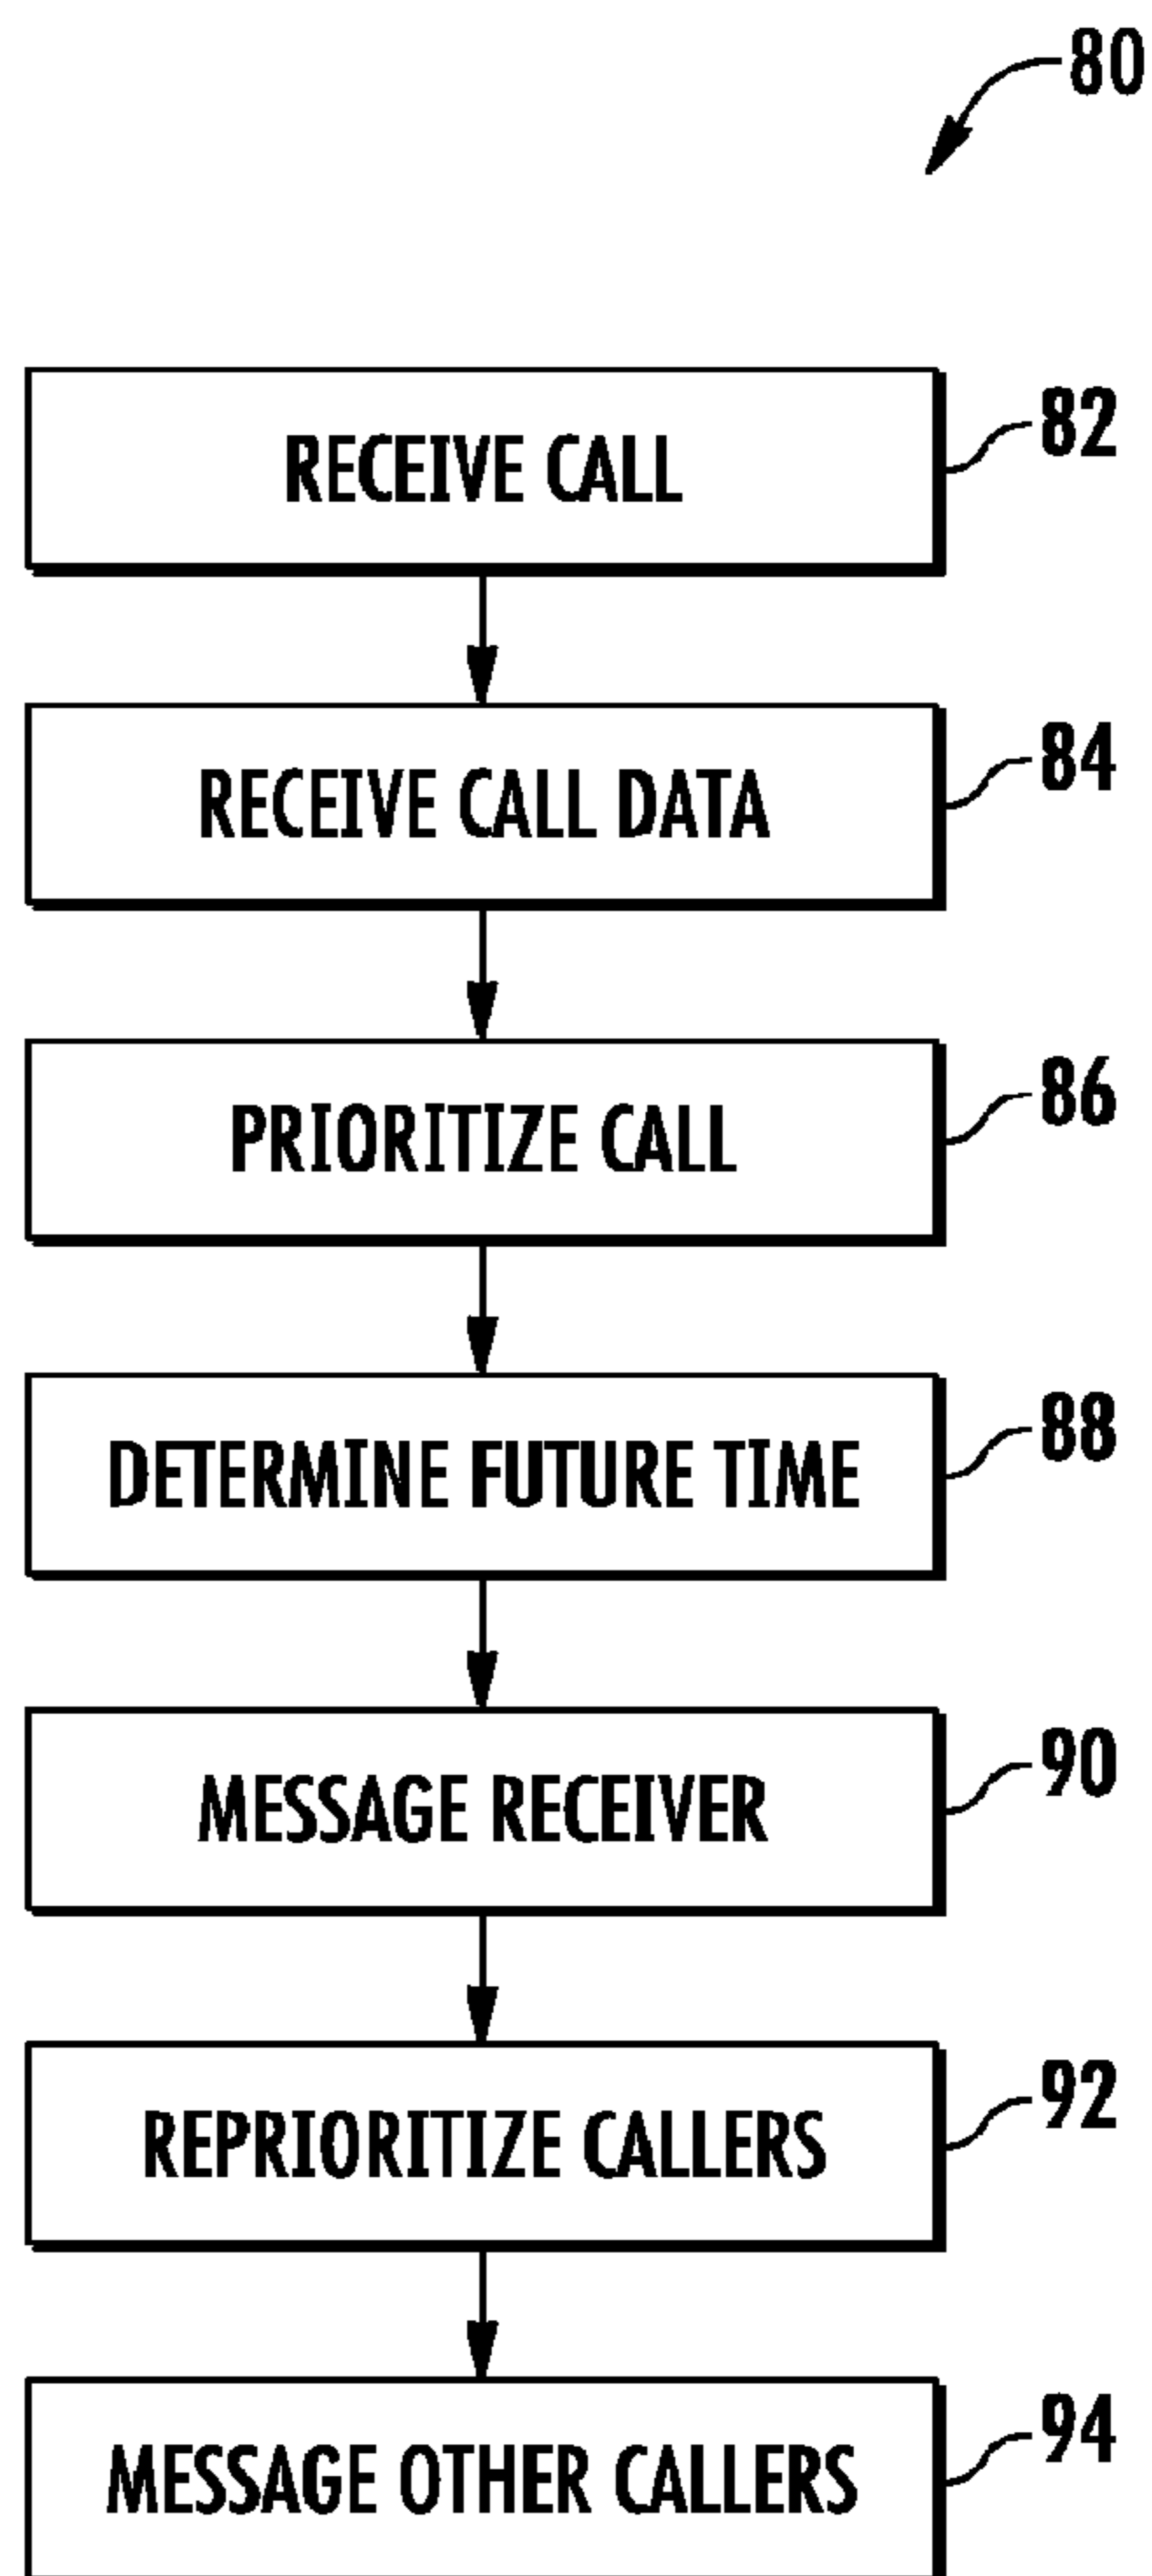 80
RECEIVE CALL
82
RECEIVE CALL DATA
84
PRIORITIZE CALL
86
DETERMINE FUTURE TIME
88
MESSAGE RECEIVER
90
REPRIORITIZE CALLERS
92
MESSAGE OTHER CALLERS
94